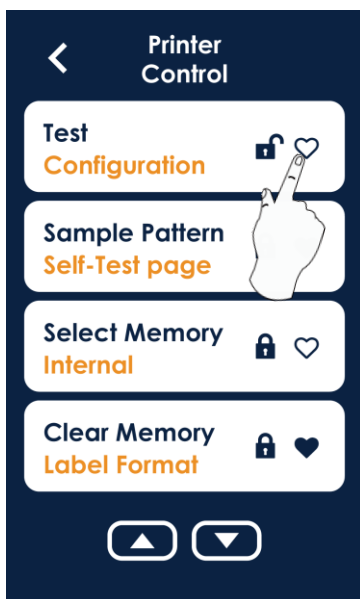 Printer
Control
Test
Configuration
Sample Pattern
Self-Test page
Select Memory
Internal
Clear Memory
Label Format